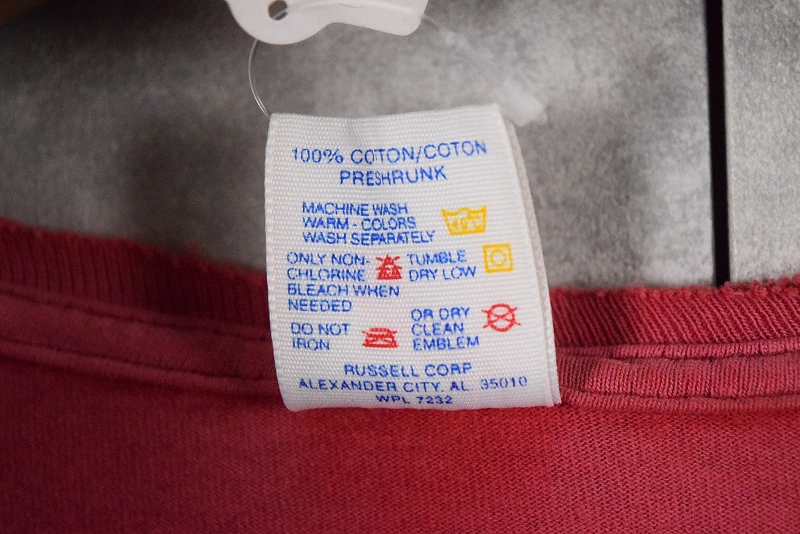 100% COTTON/COTON
PRESHRUNK
MACHINE WASH
WARM - COLORS
WASH SEPARATELY
ONLY NON-
CHLORINE
BLEACH WHEN
NEEDED
TUMBLE
DRY LOW
DO NOT
IRON
OR DRY
CLEAN
EMBLEM
RUSSELL CORP
ALEXANDER CITY, AL. 35010
WPL 7232